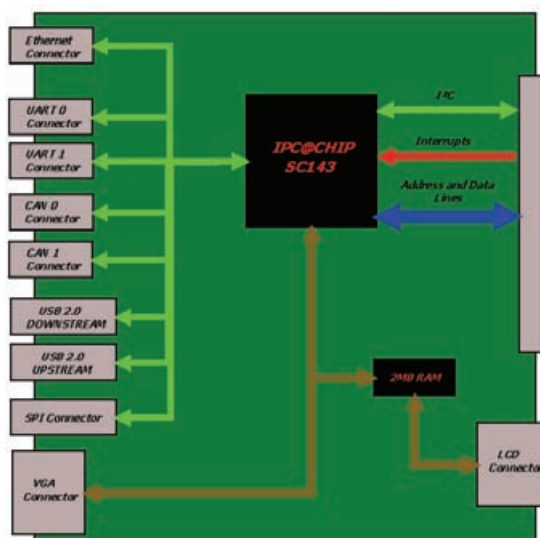 Ethernet
Connector
UART 0
Connector
UART 1
Connector
CAN 0
Connector
CAN 1
Connector
USB 2.0
DOWNSTREAM
USB 2.0
UPSTREAM
SPI Connector
VGA
Connector
IPC@CHIP
SC143
I²C
Interrupts
Address and Data
Lines
2MB RAM
LCD
Connector